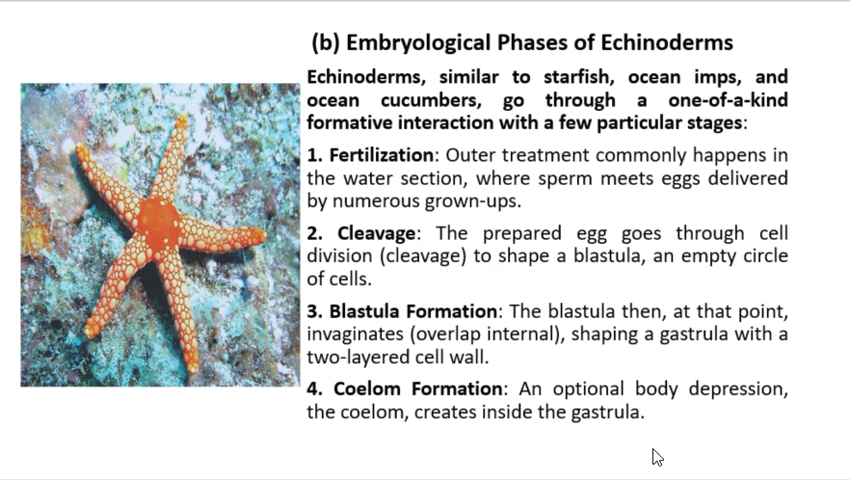 (b) Embryological Phases of Echinoderms
Echinoderms, similar to starfish, ocean imps, and
ocean cucumbers, go through a one-of-a-kind
formative interaction with a few particular stages:
1. Fertilization: Outer treatment commonly happens in
the water section, where sperm meets eggs delivered
by numerous grown-ups.
2. Cleavage: The prepared egg goes through cell
division (cleavage) to shape a blastula, an empty circle
of cells.
3. Blastula Formation: The blastula then, at that point,
invaginates (overlap internal), shaping a gastrula with a
two-layered cell wall.
4. Coelom Formation: An optional body depression,
the coelom, creates inside the gastrula.